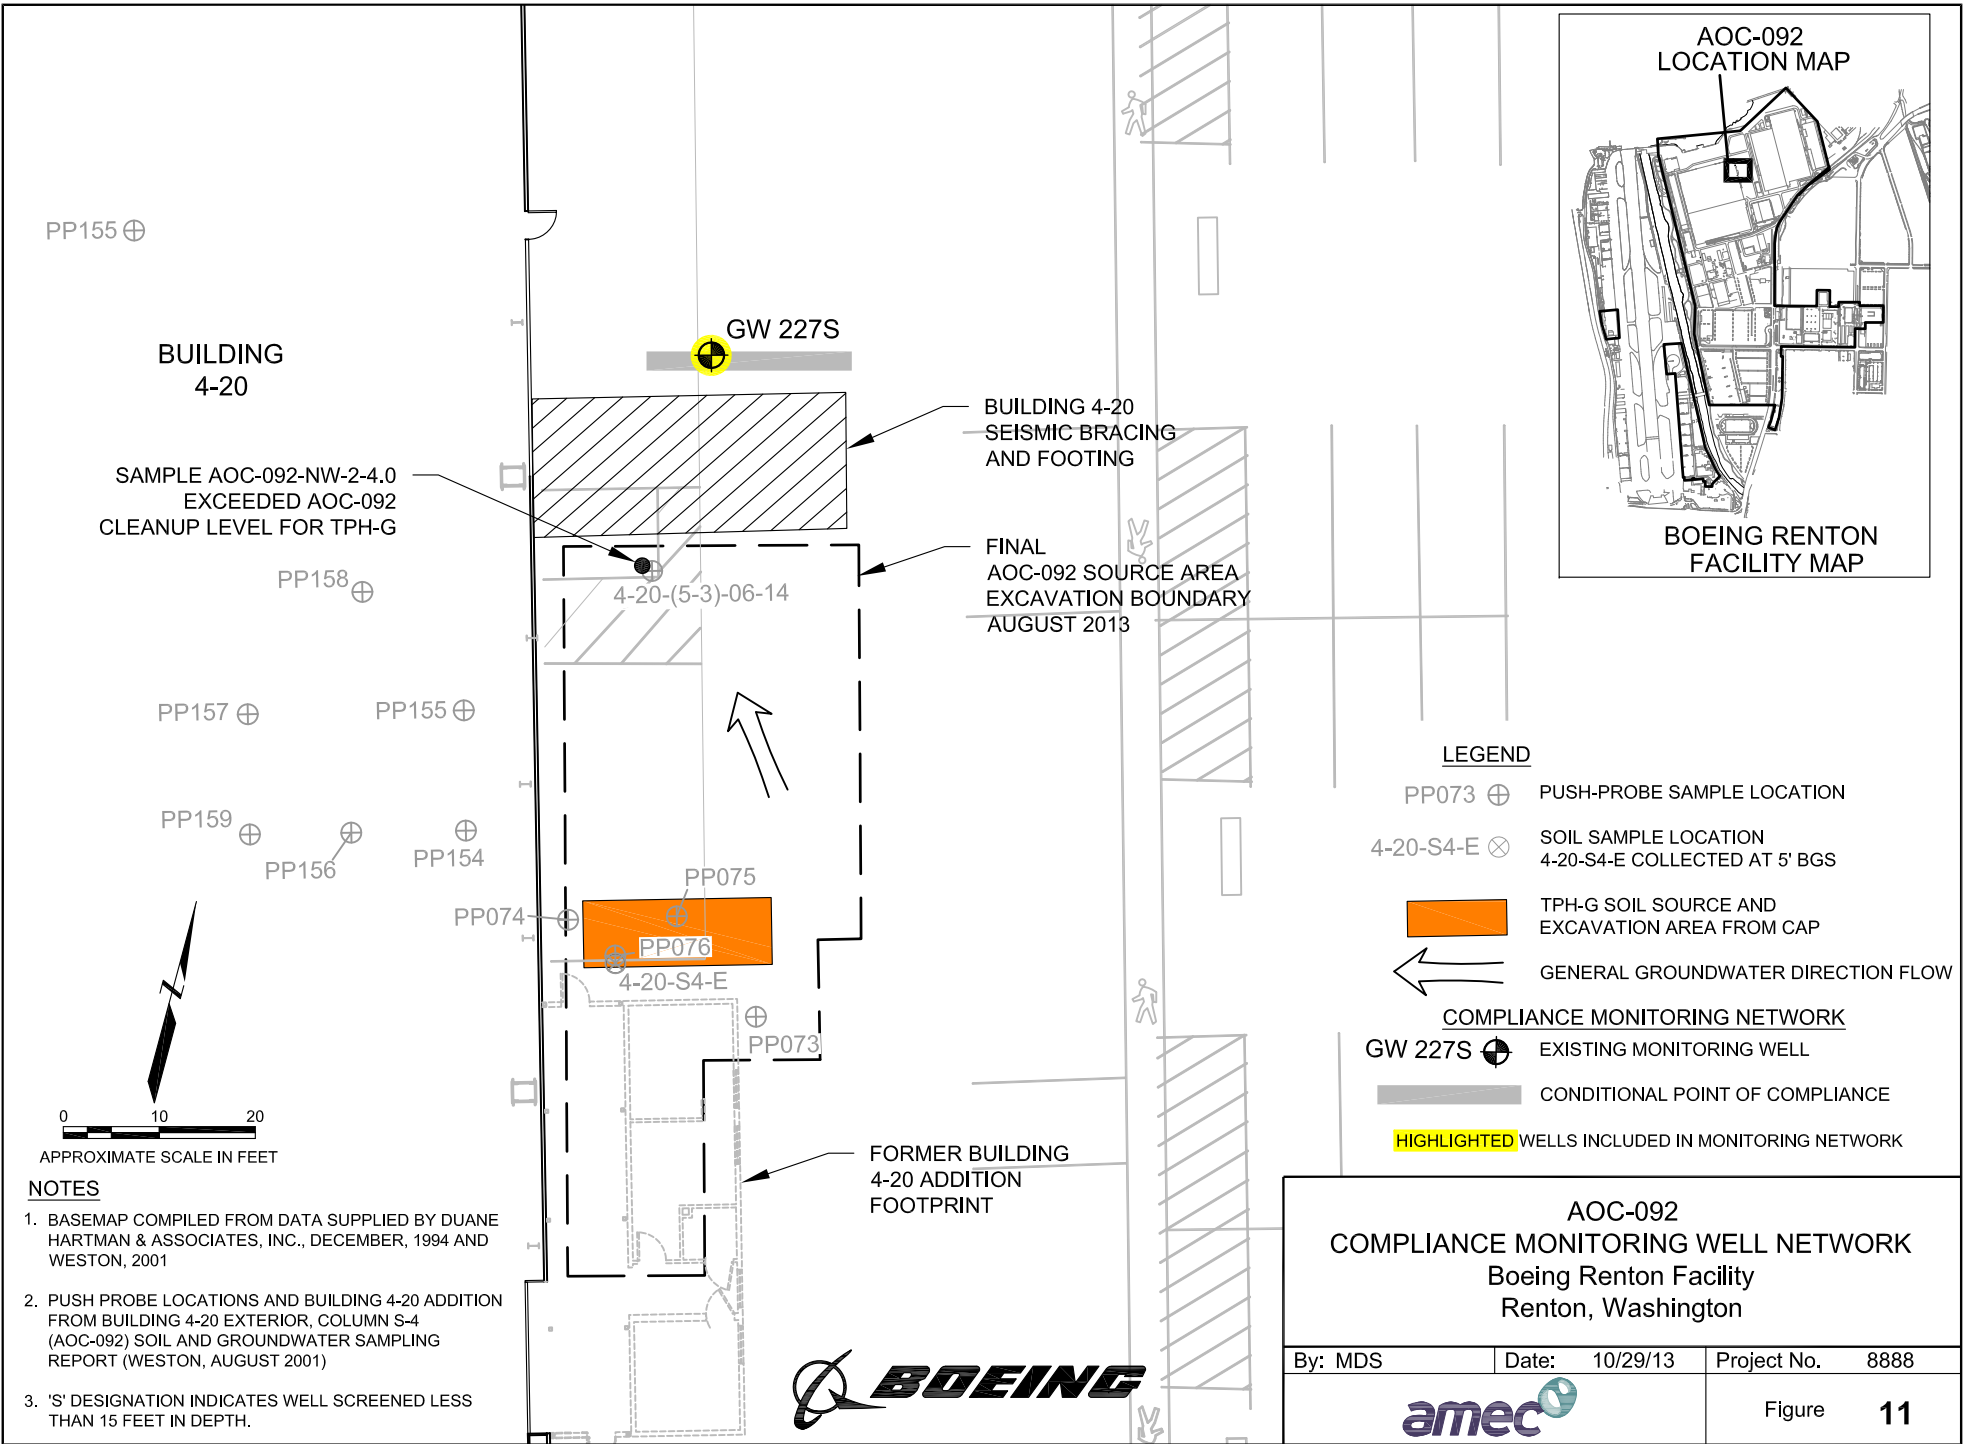 AOC-092
LOCATION MAP
BOEING RENTON
FACILITY MAP
PP155
BUILDING
4-20
GW 227S
BUILDING 4-20
SEISMIC BRACING
AND FOOTING
SAMPLE AOC-092-NW-2-4.0
EXCEEDED AOC-092
CLEANUP LEVEL FOR TPH-G
FINAL
AOC-092 SOURCE AREA
EXCAVATION BOUNDARY
AUGUST 2013
PP158
4-20-(5-3)-06-14
PP157
PP155
PP159
PP156
PP154
PP075
PP074
PP076
4-20-S4-E
PP073
FORMER BUILDING
4-20 ADDITION
FOOTPRINT
LEGEND
PP073
PUSH-PROBE SAMPLE LOCATION
4-20-S4-E
SOIL SAMPLE LOCATION
4-20-S4-E COLLECTED AT 5' BGS
TPH-G SOIL SOURCE AND
EXCAVATION AREA FROM CAP
GENERAL GROUNDWATER DIRECTION FLOW
COMPLIANCE MONITORING NETWORK
GW 227S
EXISTING MONITORING WELL
CONDITIONAL POINT OF COMPLIANCE
HIGHLIGHTED WELLS INCLUDED IN MONITORING NETWORK
0 10 20
APPROXIMATE SCALE IN FEET
NOTES
1. BASEMAP COMPILED FROM DATA SUPPLIED BY DUANE
HARTMAN & ASSOCIATES, INC., DECEMBER, 1994 AND
WESTON, 2001
2. PUSH PROBE LOCATIONS AND BUILDING 4-20 ADDITION
FROM BUILDING 4-20 EXTERIOR, COLUMN S-4
(AOC-092) SOIL AND GROUNDWATER SAMPLING
REPORT (WESTON, AUGUST 2001)
3. 'S' DESIGNATION INDICATES WELL SCREENED LESS
THAN 15 FEET IN DEPTH.
BOEING
AOC-092
COMPLIANCE MONITORING WELL NETWORK
Boeing Renton Facility
Renton, Washington
By: MDS
Date: 10/29/13
Project No. 8888
amec
Figure 11